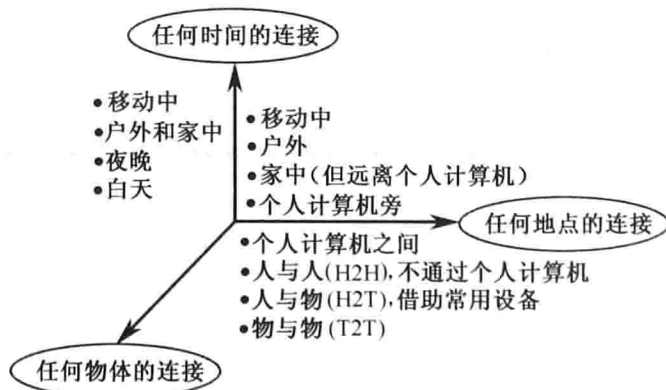 任何时间的连接
•移动中
•户外和家中
•夜晚
•白天
•移动中
•户外
•家中(但远离个人计算机)
•个人计算机旁
任何地点的连接
•个人计算机之间
•人与人(H2H),不通过个人计算机
•人与物(H2T),借助常用设备
•物与物(T2T)
任何物体的连接